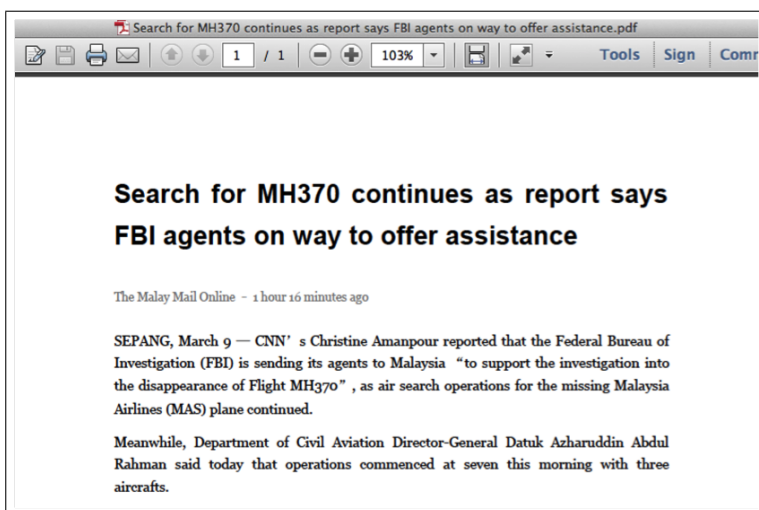 Search for MH370 continues as report says FBI agents on way to offer assistance.pdf
1 / 1 103% Tools Sign
Search for MH370 continues as report says
FBI agents on way to offer assistance
The Malay Mail Online – 1 hour 16 minutes ago
SEPANG, March 9 — CNN’ s Christine Amanpour reported that the Federal Bureau of
Investigation (FBI) is sending its agents to Malaysia “to support the investigation into
the disappearance of Flight MH370” , as air search operations for the missing Malaysia
Airlines (MAS) plane continued.
Meanwhile, Department of Civil Aviation Director-General Datuk Azharuddin Abdul
Rahman said today that operations commenced at seven this morning with three
aircrafts.